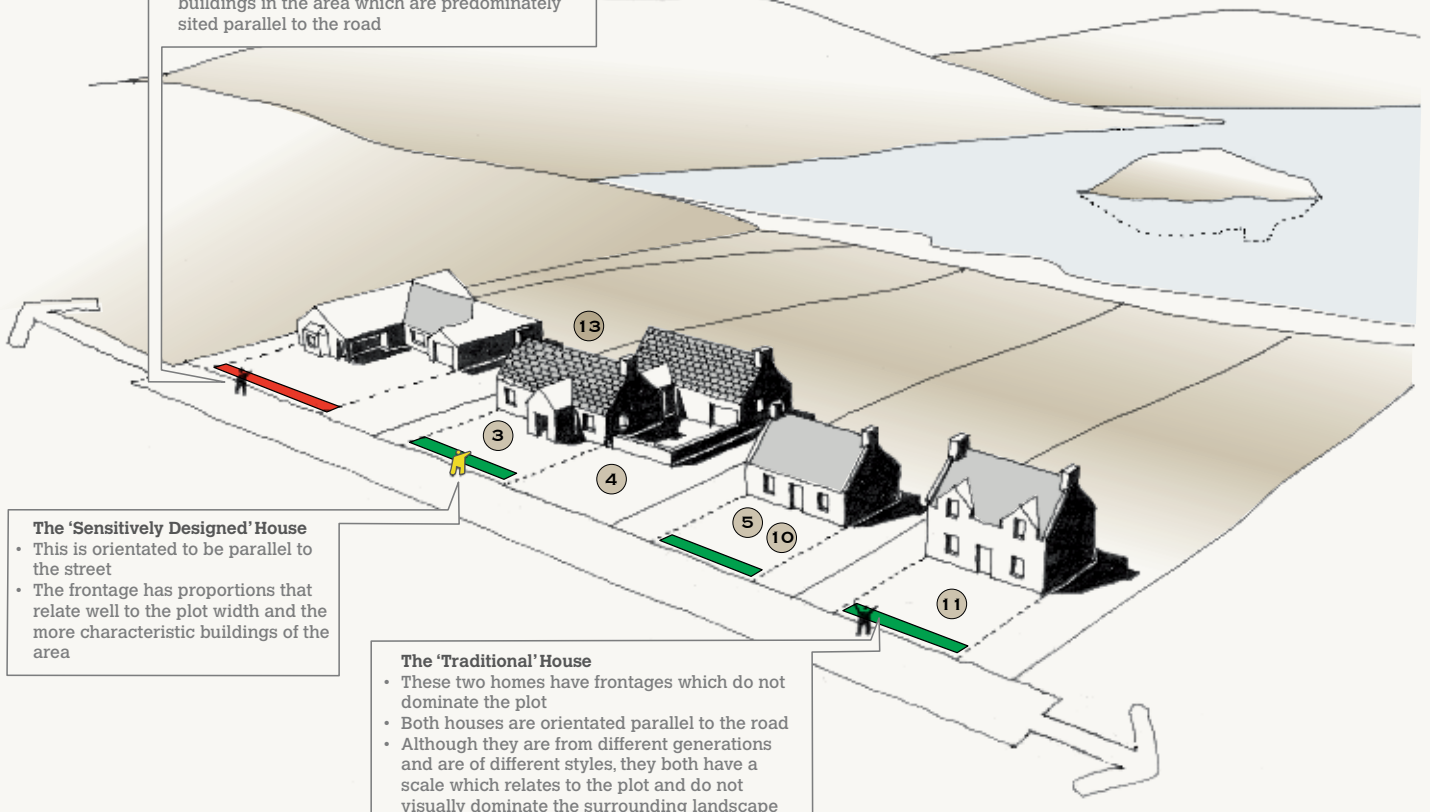 buildings in the area which are predominately
sited parallel to the road
13
3
4
5
10
11
The ‘Sensitively Designed’ House
• This is orientated to be parallel to
the street
• The frontage has proportions that
relate well to the plot width and the
more characteristic buildings of the
area
The ‘Traditional’ House
• These two homes have frontages which do not
dominate the plot
• Both houses are orientated parallel to the road
• Although they are from different generations
and are of different styles, they both have a
scale which relates to the plot and do not
visually dominate the surrounding landscape